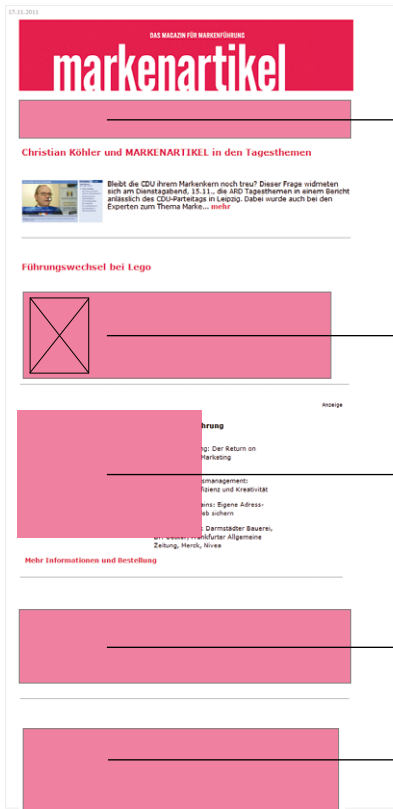 17.11.2011
DAS MAGAZIN FÜR MARKENFÜHRUNG
markenartikel
Christian Köhler und MARKENARTIKEL in den Tagesthemen
Bleibt die CDU ihrem Markenkern noch treu? Dieser Frage widmeten
sich am Dienstagabend, 15.11., die ARD Tagesthemen in einem Bericht
anlässlich des CDU-Parteitags in Leipzig. Dabei wurde auch bei den
Experten zum Thema Marke... mehr
Führungswechsel bei Lego
Anzeige
hrung
ng: Der Return on
Marketing
smanagement:
fizienz und Kreativität
ains: Eigene Adress-
eb sichern
: Darmstädter Bauerei,
Dr. Oetker, Frankfurter Allgemeine
Zeitung, Merck, Nivea
Mehr Informationen und Bestellung